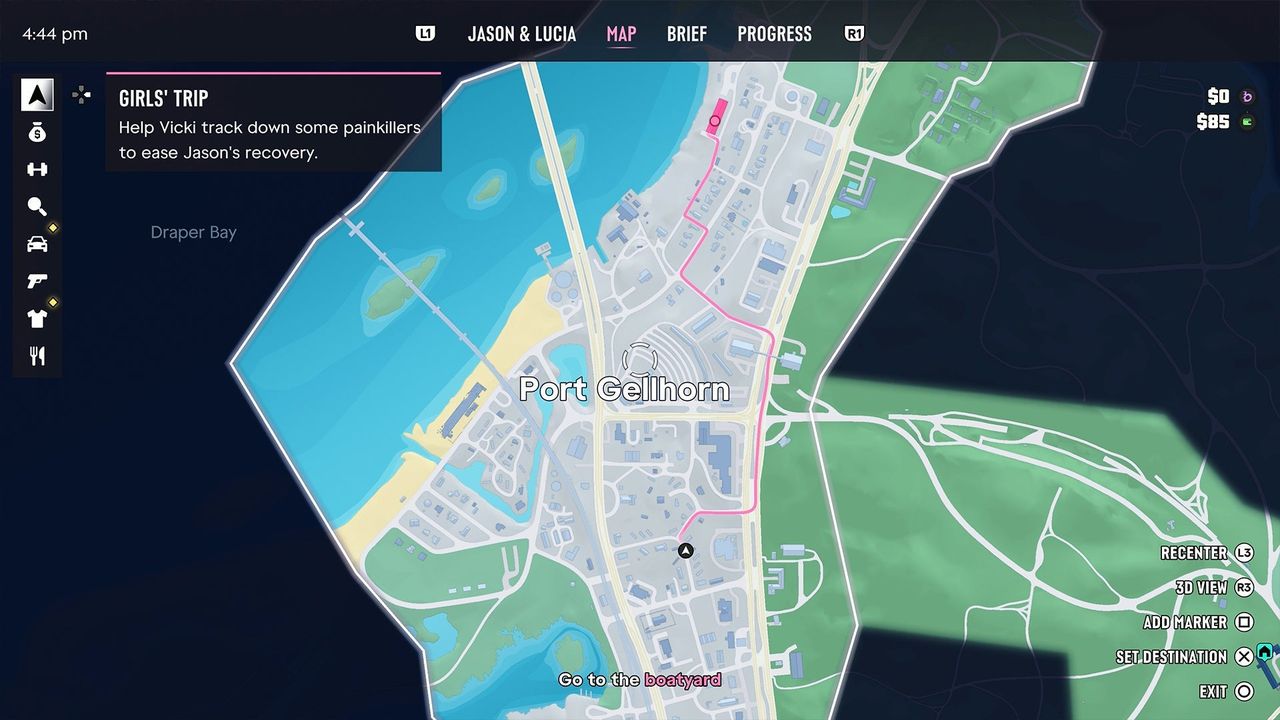 4:44 pm
L1 JASON & LUCIA MAP BRIEF PROGRESS R1
GIRLS' TRIP
Help Vicki track down some painkillers
to ease Jason's recovery.
$0
$85
Draper Bay
Port Gellhorn
RECENTER L3
3D VIEW R3
ADD MARKER
SET DESTINATION
EXIT
Go to the boatyard